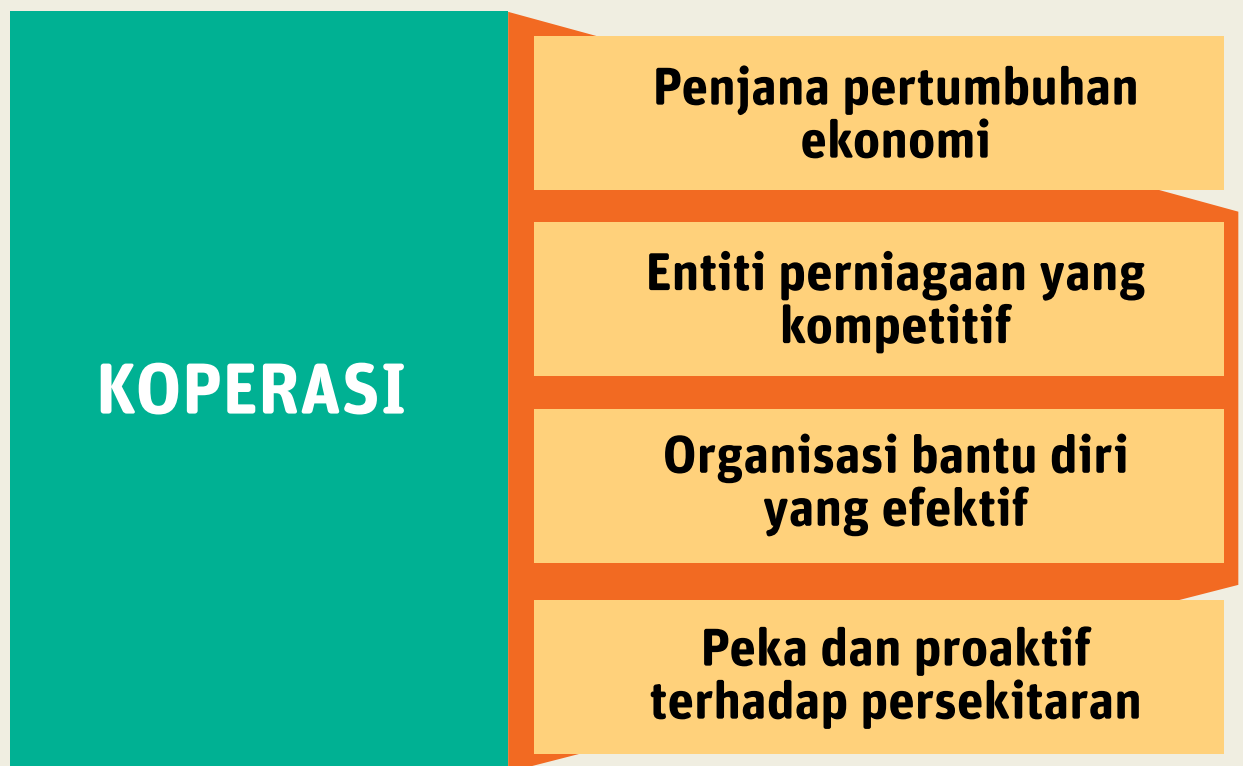 KOPERASI
Penjana pertumbuhan
ekonomi
Entiti perniagaan yang
kompetitif
Organisasi bantu diri
yang efektif
Peka dan proaktif
terhadap persekitaran